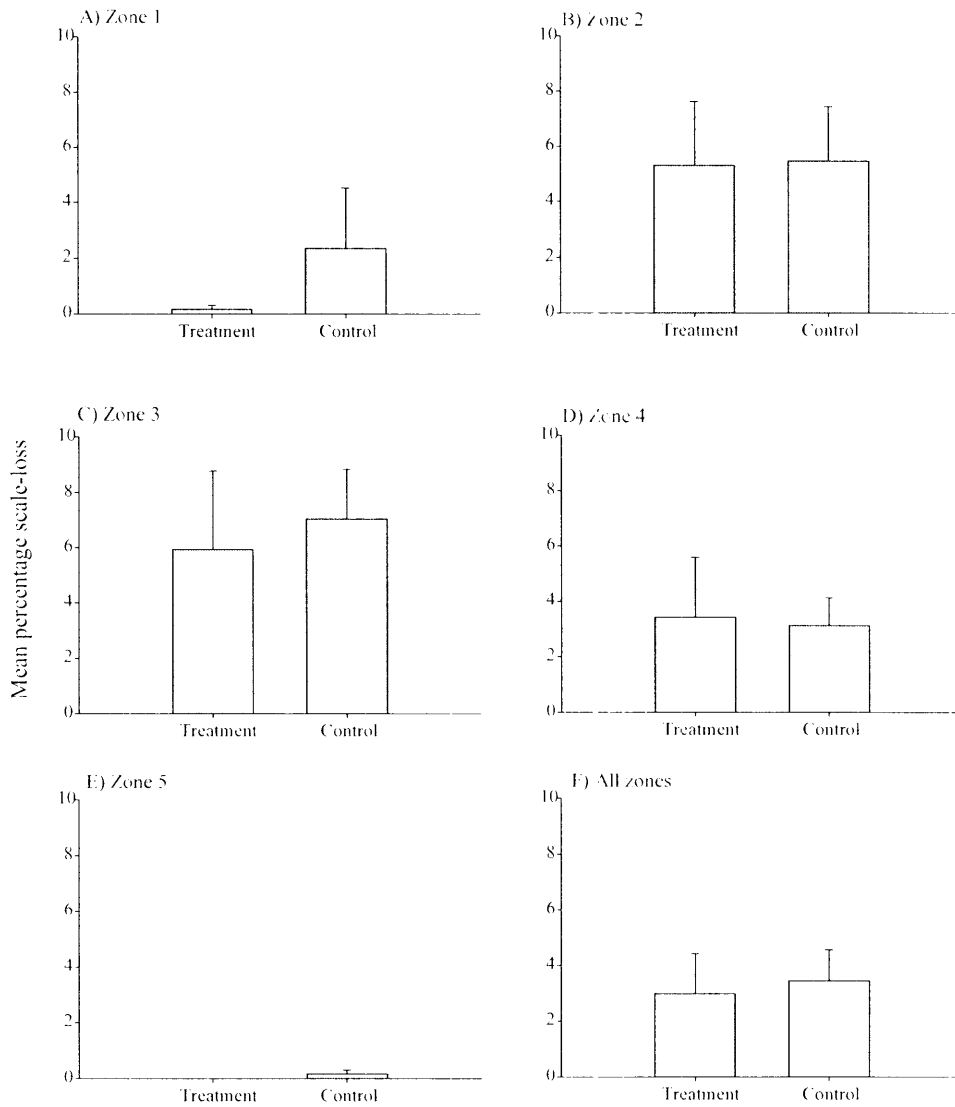 A) Zone 1
10
8
6
4
2
0
Treatment Control
B) Zone 2
10
8
6
4
2
0
Treatment Control
Mean percentage scale-loss
C) Zone 3
10
8
6
4
2
0
Treatment Control
D) Zone 4
10
8
6
4
2
0
Treatment Control
E) Zone 5
10
8
6
4
2
0
Treatment Control
F) All zones
10
8
6
4
2
0
Treatment Control